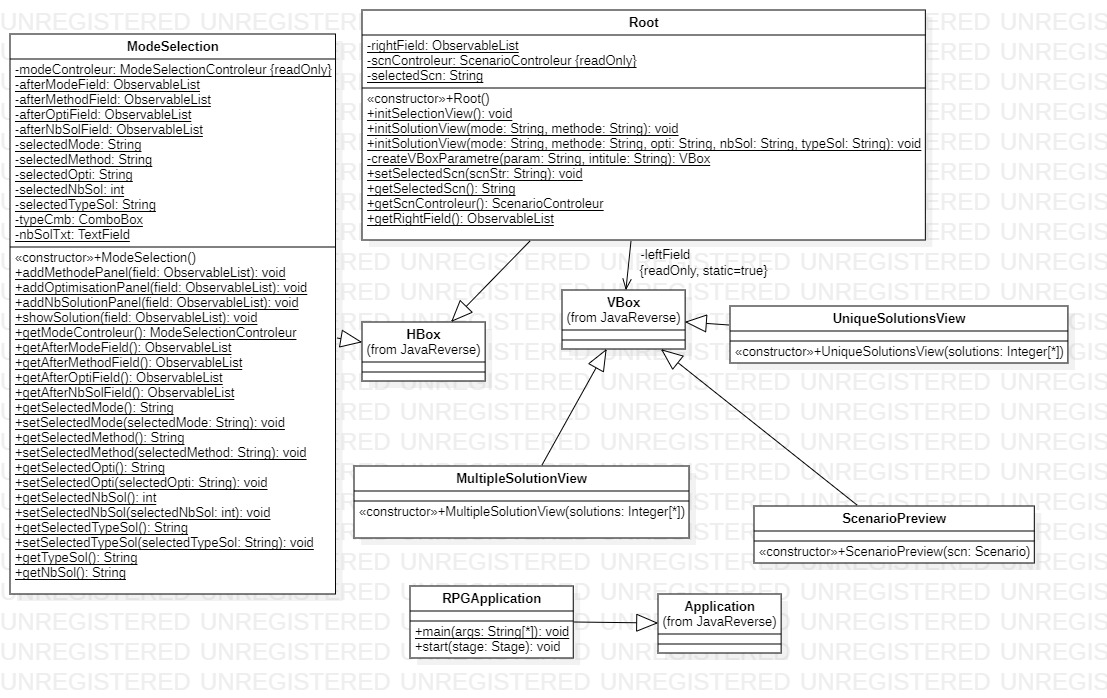 ModeSelection
-modeControleur: ModeSelectionControleur {readOnly}
-afterModeField: ObservableList
-afterMethodField: ObservableList
-afterOptiField: ObservableList
-afterNbSolField: ObservableList
-selectedMode: String
-selectedMethod: String
-selectedOpti: String
-selectedNbSol: int
-selectedTypeSol: String
-typeCmb: ComboBox
-nbSolTxt: TextField
«constructor»+ModeSelection()
+addMethodePanel(field: ObservableList): void
+addOptimisationPanel(field: ObservableList): void
+addNbSolutionPanel(field: ObservableList): void
+showSolution(field: ObservableList): void
+getModeControleur(): ModeSelectionControleur
+getAfterModeField(): ObservableList
+getAfterMethodField(): ObservableList
+getAfterOptiField(): ObservableList
+getAfterNbSolField(): ObservableList
+getSelectedMode(): String
+setSelectedMode(selectedMode: String): void
+getSelectedMethod(): String
+setSelectedMethod(selectedMethod: String): void
+getSelectedOpti(): String
+setSelectedOpti(selectedOpti: String): void
+getSelectedNbSol(): int
+setSelectedNbSol(selectedNbSol: int): void
+getSelectedTypeSol(): String
+setSelectedTypeSol(selectedTypeSol: String): void
+getTypeSol(): String
+getNbSol(): String
Root
-rightField: ObservableList
-scnControleur: ScenarioControleur {readOnly}
-selectedScn: String
«constructor»+Root()
+initSelectionView(): void
+initSolutionView(mode: String, methode: String): void
+initSolutionView(mode: String, methode: String, opti: String, nbSol: String, typeSol: String): void
-createVBoxParametre(param: String, intitule: String): VBox
+setSelectedScn(scnStr: String): void
+getSelectedScn(): String
+getScnControleur(): ScenarioControleur
+getRightField(): ObservableList
-leftField
{readOnly, static=true}
HBox
(from JavaReverse)
VBox
(from JavaReverse)
UniqueSolutionsView
«constructor»+UniqueSolutionsView(solutions: Integer[*])
MultipleSolutionView
«constructor»+MultipleSolutionView(solutions: Integer[*])
ScenarioPreview
«constructor»+ScenarioPreview(scn: Scenario)
RPGApplication
+main(args: String[*]): void
+start(stage: Stage): void
Application
(from JavaReverse)
UNREGISTERED